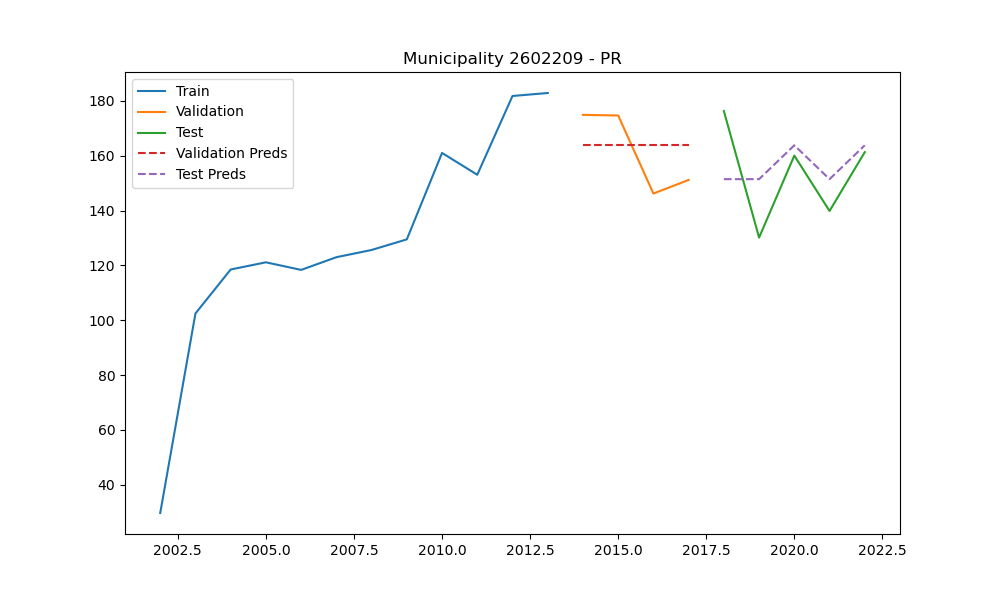 Municipality 2602209 - PR
Train
Validation
Test
Validation Preds
Test Preds
180
160
140
120
100
80
60
40
2002.5 2005.0 2007.5 2010.0 2012.5 2015.0 2017.5 2020.0 2022.5